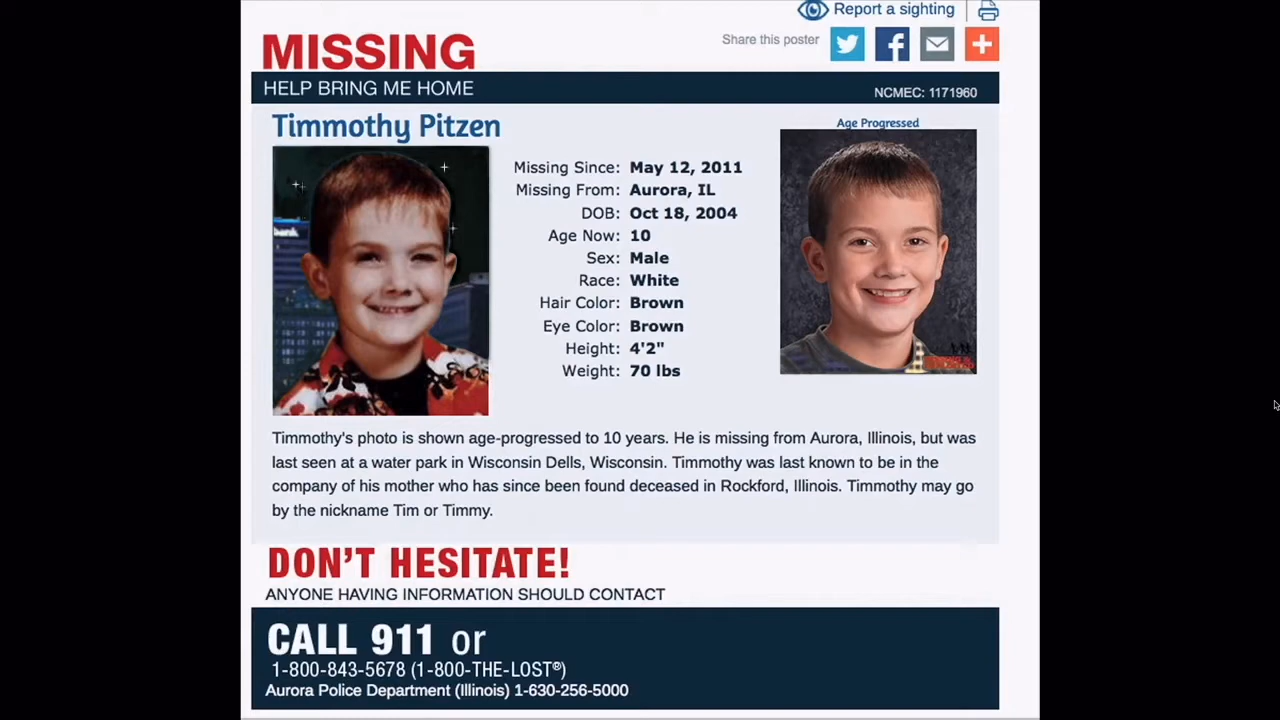 Report a sighting
Share this poster
MISSING
HELP BRING ME HOME
NCMEC: 1171960
Timmothy Pitzen
Age Progressed
Missing Since: May 12, 2011
Missing From: Aurora, IL
DOB: Oct 18, 2004
Age Now: 10
Sex: Male
Race: White
Hair Color: Brown
Eye Color: Brown
Height: 4'2"
Weight: 70 lbs
Timmothy's photo is shown age-progressed to 10 years. He is missing from Aurora, Illinois, but was
last seen at a water park in Wisconsin Dells, Wisconsin. Timmothy was last known to be in the
company of his mother who has since been found deceased in Rockford, Illinois. Timmothy may go
by the nickname Tim or Timmy.
DON'T HESITATE!
ANYONE HAVING INFORMATION SHOULD CONTACT
CALL 911 or
1-800-843-5678 (1-800-THE-LOST®)
Aurora Police Department (Illinois) 1-630-256-5000